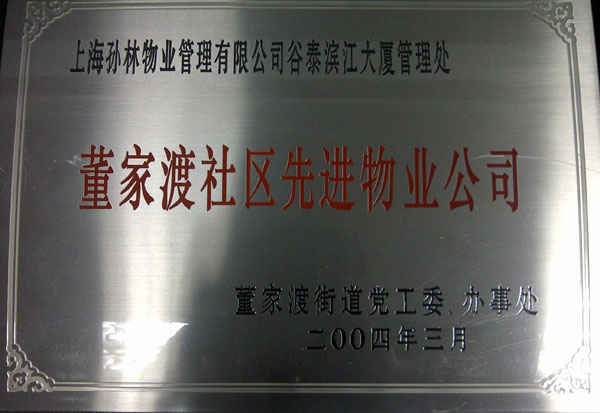 上海孙林物业管理有限公司谷泰滨江大厦管理处
董家渡社区先进物业公司
董家渡街道党工委、办事处
二〇〇四年三月